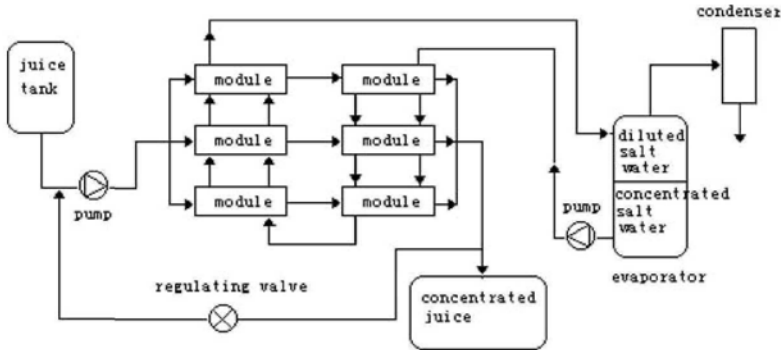 condenser
juice
tank
module
module
diluted
salt
water
module
module
concentrated
salt
water
pump
module
module
pump
evaporator
regulating valve
concentrated
juice